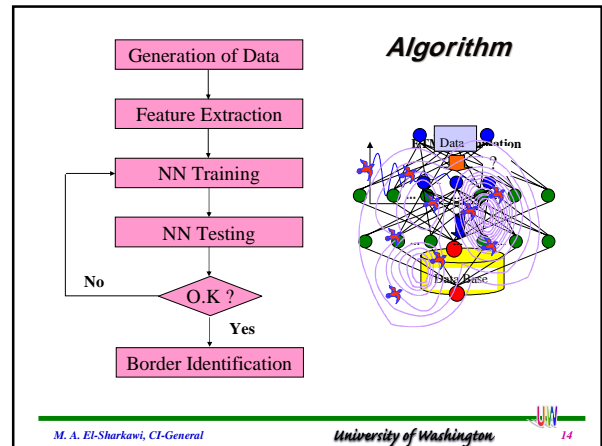 Algorithm
Generation of Data
Feature Extraction
NN Training
NN Testing
No
O.K ?
Yes
Border Identification
Data
?
...
Data Base
M. A. El-Sharkawi, CI-General
University of Washington
UW
14